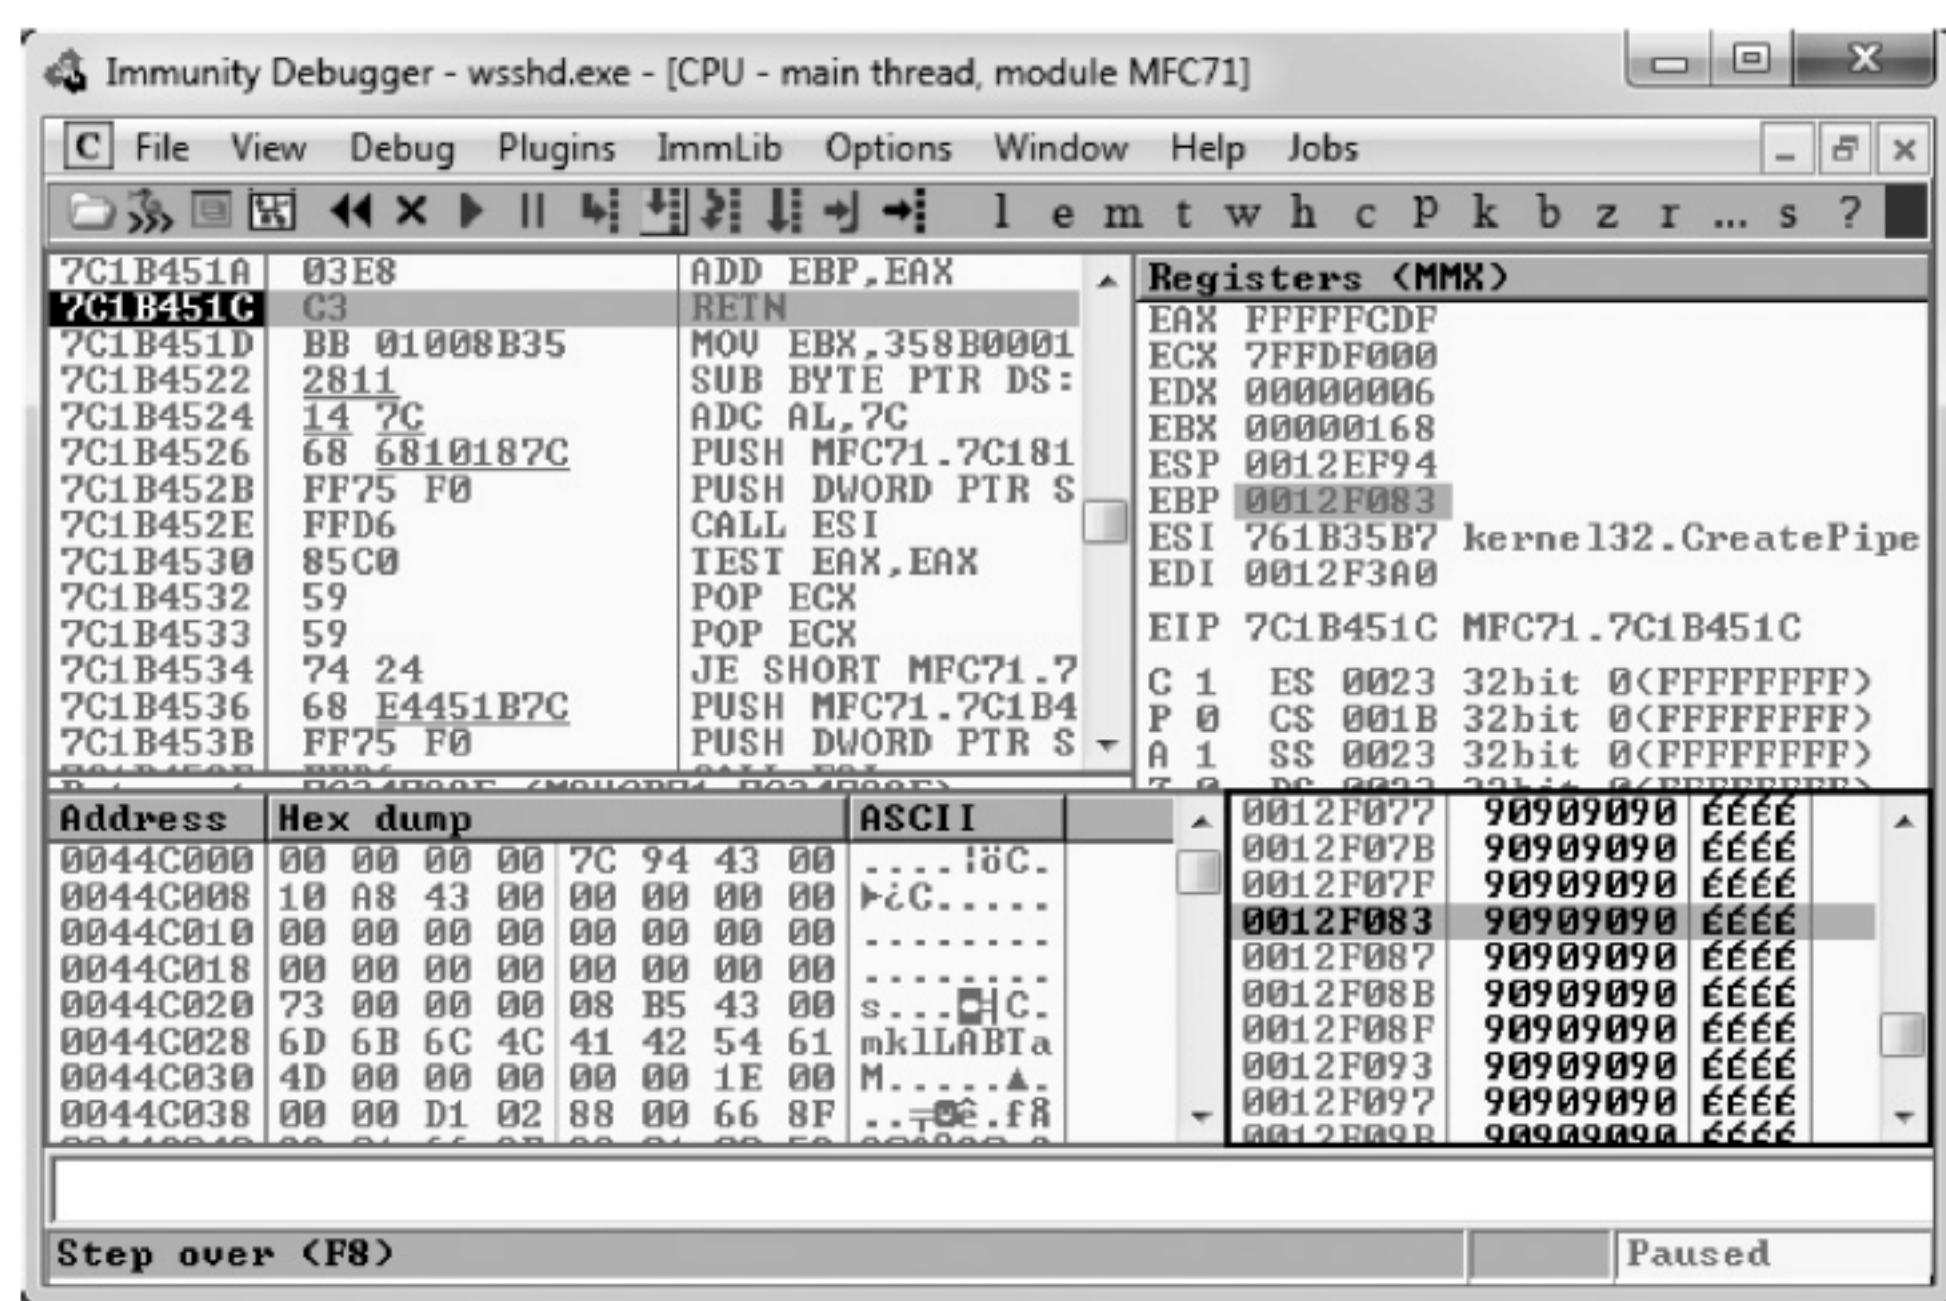 Immunity Debugger - wsshd.exe - [CPU - main thread, module MFC71]
C File View Debug Plugins ImmLib Options Window Help Jobs
l e m t w h c P k b z r ... s ?
7C1B451A 03E8 ADD EBP,EAX
7C1B451C C3 RETN
7C1B451D BB 01008B35 MOV EBX,358B0001
7C1B4522 2811 SUB BYTE PTR DS:
7C1B4524 14 7C ADC AL,7C
7C1B4526 68 6810187C PUSH MFC71.7C181
7C1B452B FF75 F0 PUSH DWORD PTR S
7C1B452E FFD6 CALL ESI
7C1B4530 85C0 TEST EAX,EAX
7C1B4532 59 POP ECX
7C1B4533 59 POP ECX
7C1B4534 74 24 JE SHORT MFC71.7
7C1B4536 68 E4451B7C PUSH MFC71.7C1B4
7C1B453B FF75 F0 PUSH DWORD PTR S
Registers (MMX)
EAX FFFFFCDF
ECX 7FFDF000
EDX 00000006
EBX 00000168
ESP 0012EF94
EBP 0012F083
ESI 761B35B7 kernel32.CreatePipe
EDI 0012F3A0
EIP 7C1B451C MFC71.7C1B451C
C 1 ES 0023 32bit 0(FFFFFFFF)
P 0 CS 001B 32bit 0(FFFFFFFF)
A 1 SS 0023 32bit 0(FFFFFFFF)
Address Hex dump ASCII
0044C000 00 00 00 00 7C 94 43 00 ....¦öC.
0044C008 10 A8 43 00 00 00 00 00 ►¿C.....
0044C010 00 00 00 00 00 00 00 00 ........
0044C018 00 00 00 00 00 00 00 00 ........
0044C020 73 00 00 00 08 B5 43 00 s...◘╡C.
0044C028 6D 6B 6C 4C 41 42 54 61 mklLABTa
0044C030 4D 00 00 00 00 00 1E 00 M.....▲.
0044C038 00 00 D1 02 88 00 66 8F ..╤☻ê.fÅ
0012F077 90909090 ÉÉÉÉ
0012F07B 90909090 ÉÉÉÉ
0012F07F 90909090 ÉÉÉÉ
0012F083 90909090 ÉÉÉÉ
0012F087 90909090 ÉÉÉÉ
0012F08B 90909090 ÉÉÉÉ
0012F08F 90909090 ÉÉÉÉ
0012F093 90909090 ÉÉÉÉ
0012F097 90909090 ÉÉÉÉ
0012F09B 90909090 ÉÉÉÉ
Step over (F8)
Paused